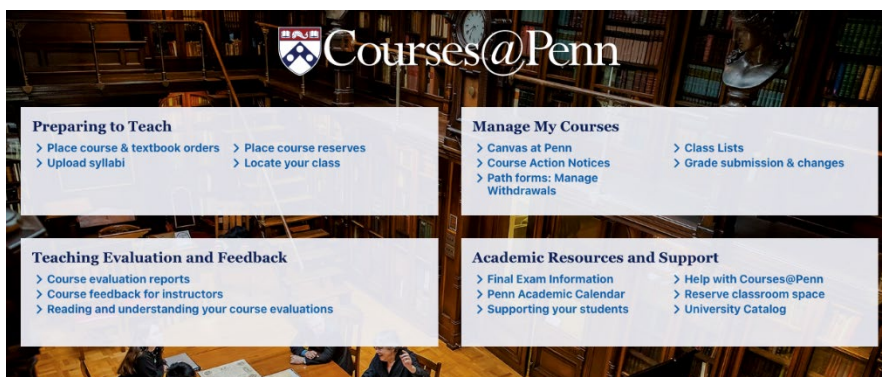 Courses@Penn
Preparing to Teach
> Place course & textbook orders
> Place course reserves
> Upload syllabi
> Locate your class
Manage My Courses
> Canvas at Penn
> Class Lists
> Course Action Notices
> Grade submission & changes
> Path forms: Manage
Withdrawals
Teaching Evaluation and Feedback
> Course evaluation reports
> Course feedback for instructors
> Reading and understanding your course evaluations
Academic Resources and Support
> Final Exam Information
> Help with Courses@Penn
> Penn Academic Calendar
> Reserve classroom space
> Supporting your students
> University Catalog